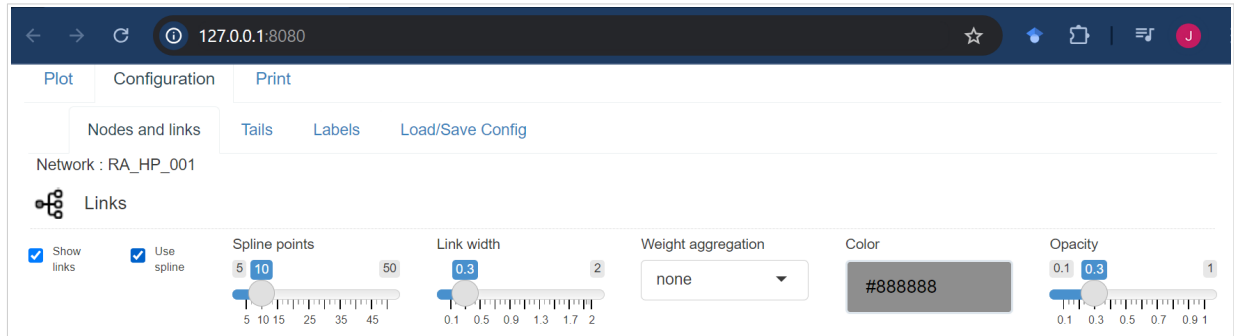 127.0.0.1:8080
J
Plot Configuration Print
Nodes and links Tails Labels Load/Save Config
Network : RA_HP_001
Links
Show links
Use spline
Spline points
5 10 50
5 10 15 25 35 45
Link width
0.3 2
0.1 0.5 0.9 1.3 1.7 2
Weight aggregation
none
Color
#888888
Opacity
0.1 0.3 1
0.1 0.3 0.5 0.7 0.9 1